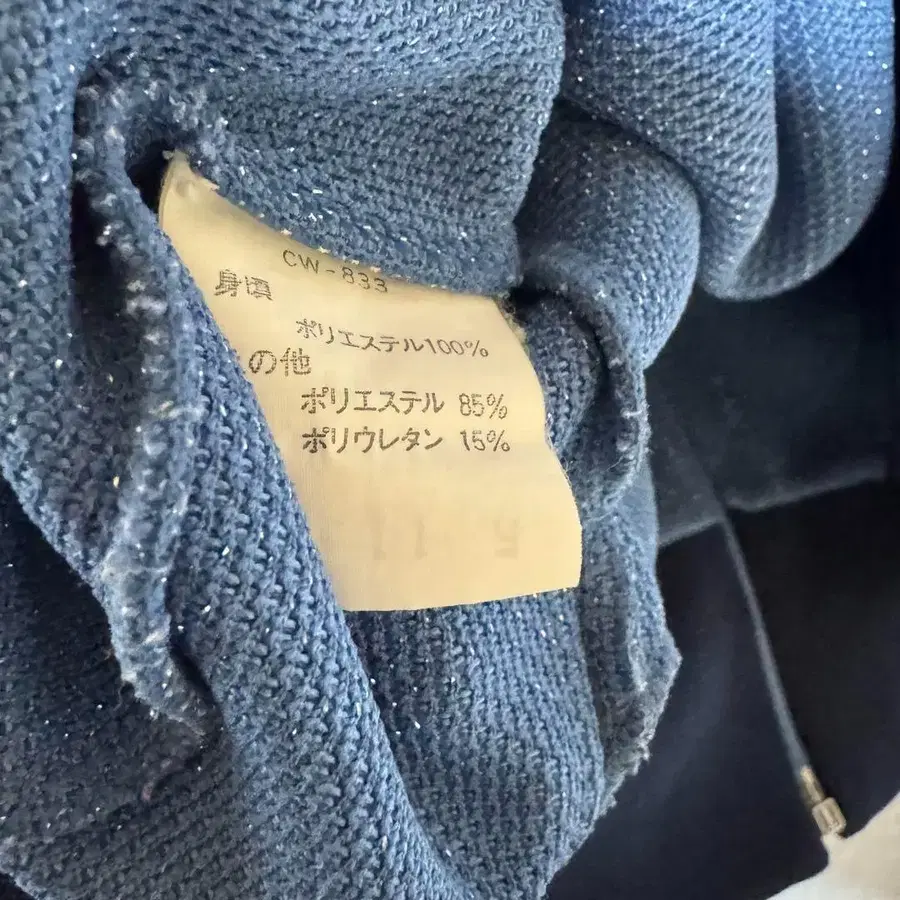 CW-833
身頃
ポリエステル100%
の他
ポリエステル 85%
ポリウレタン 15%